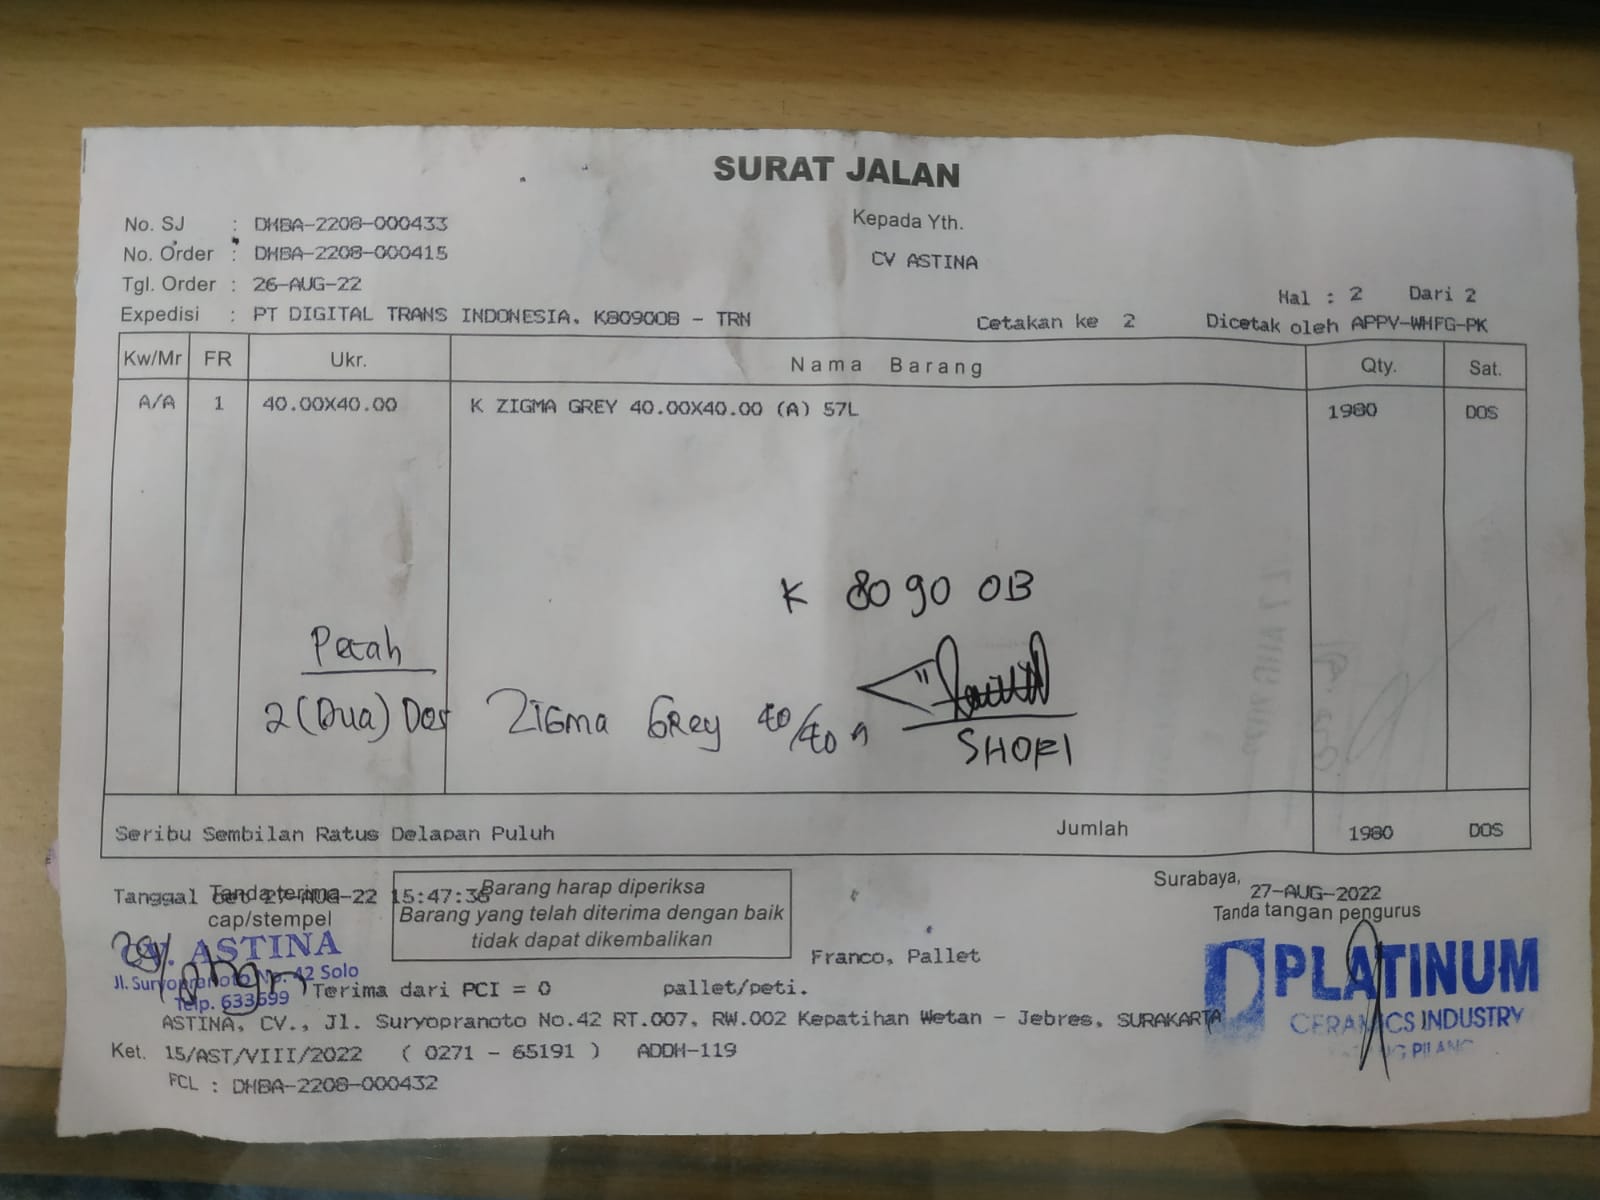 SURAT JALAN
No. SJ : DHBA-2208-000433
No. Order : DHBA-2208-000415
Tgl. Order : 26-AUG-22
Expedisi : PT DIGITAL TRANS INDONESIA. K8090OB - TRN
Kepada Yth.
CV ASTINA
Hal : 2 Dari 2
Cetakan ke 2 Dicetak oleh APPV-WHFG-PK
Kw/Mr FR Ukr. Nama Barang Qty. Sat.
A/A 1 40.00X40.00 K ZIGMA GREY 40.00X40.00 (A) 57L 1980 DOS
K 8090 OB
Pecah
2 (Dua) Dos Zigma Grey 40/40
SHOFI
Seribu Sembilan Ratus Delapan Puluh Jumlah 1980 DOS
Tanggal Cet 27-AUG-22 15:47:36
Tanda terima
cap/stempel
Barang harap diperiksa
Barang yang telah diterima dengan baik
tidak dapat dikembalikan
Surabaya, 27-AUG-2022
Tanda tangan pengurus
CV. ASTINA
Jl. Suryopranoto No. 42 Solo
Telp. 633699
Franco, Pallet
Terima dari PCI = 0 pallet/peti.
PLATINUM
CERAMICS INDUSTRY
ASTINA, CV., Jl. Suryopranoto No.42 RT.007, RW.002 Kepatihan Wetan - Jebres, SURAKARTA
Ket. 15/AST/VIII/2022 ( 0271 - 65191 ) ADDH-119
FCL : DHBA-2208-000432